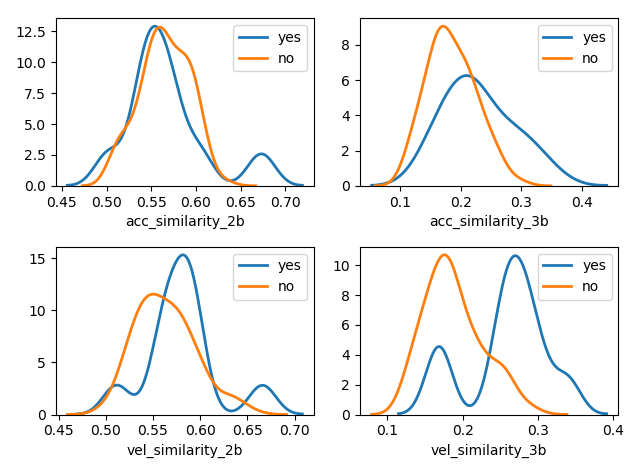 12.5
10.0
7.5
5.0
2.5
0.0
0.45 0.50 0.55 0.60 0.65 0.70
acc_similarity_2b
yes
no
8
6
4
2
0
0.1 0.2 0.3 0.4
acc_similarity_3b
yes
no
15
10
5
0
0.45 0.50 0.55 0.60 0.65 0.70
vel_similarity_2b
yes
no
10
8
6
4
2
0
0.1 0.2 0.3 0.4
vel_similarity_3b
yes
no